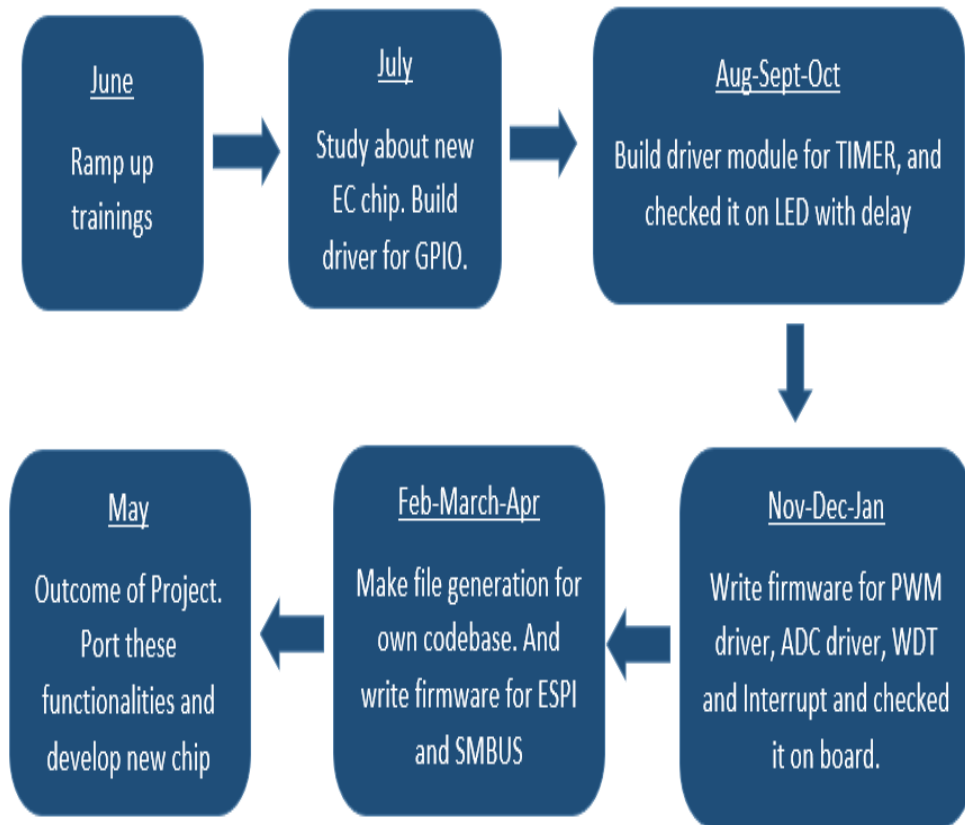 June
Ramp up
trainings
July
Study about new
EC chip. Build
driver for GPIO.
Aug-Sept-Oct
Build driver module for TIMER, and
checked it on LED with delay
Nov-Dec-Jan
Write firmware for PWM
driver, ADC driver, WDT
and Interrupt and checked
it on board.
Feb-March-Apr
Make file generation for
own codebase. And
write firmware for ESPI
and SMBUS
May
Outcome of Project.
Port these
functionalities and
develop new chip